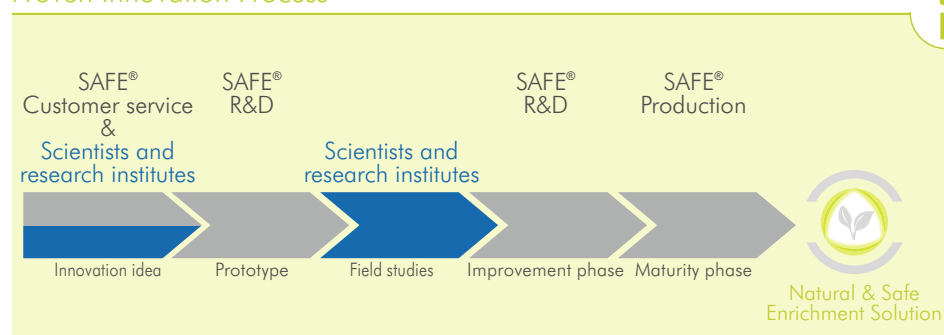 Proven Innovation Process
SAFE®
Customer service
&
Scientists and
research institutes
SAFE®
R&D
Scientists and
research institutes
SAFE®
R&D
SAFE®
Production
Innovation idea
Prototype
Field studies
Improvement phase
Maturity phase
Natural & Safe
Enrichment Solution